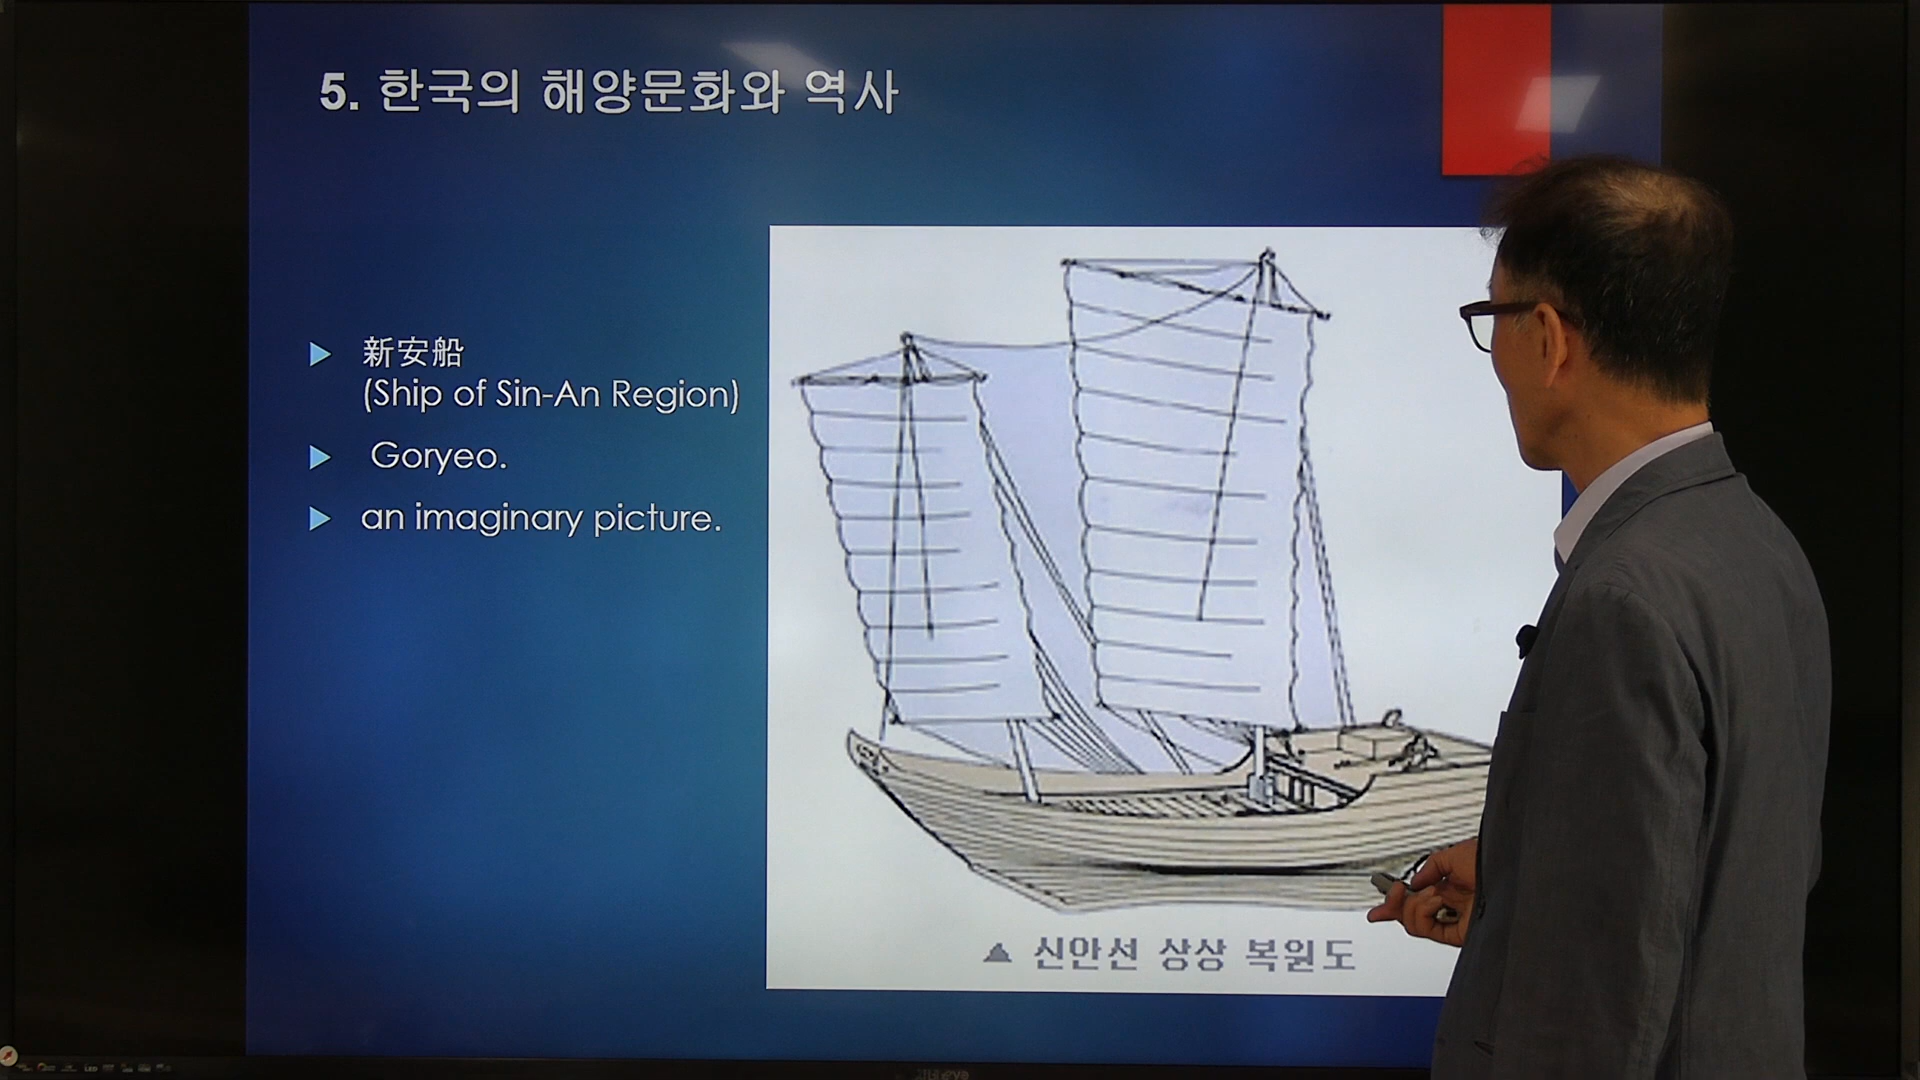 5. 한국의 해양문화와 역사
新安船
(Ship of Sin-An Region)
Goryeo.
an imaginary picture.
▲ 신안선 상상 복원도